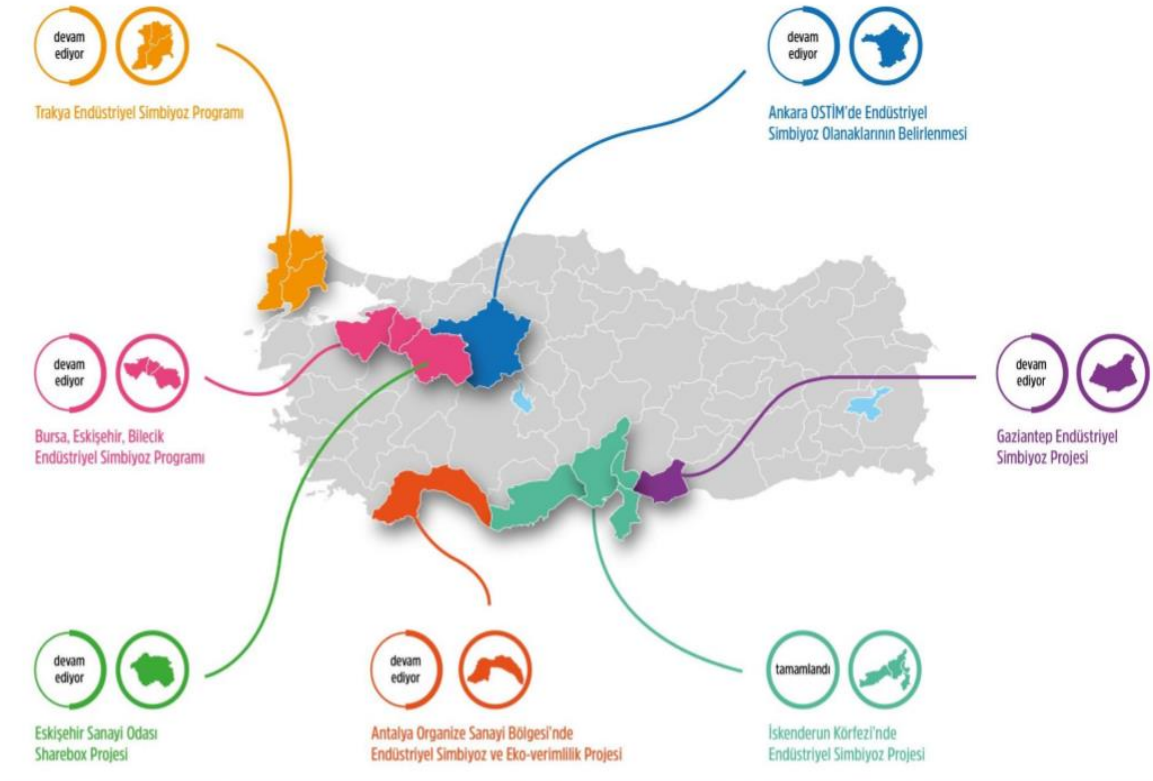 devam
ediyor
Trakya Endüstriyel Simbiyoz Programı
devam
ediyor
Ankara OSTİM'de Endüstriyel
Simbiyoz Olanaklarının Belirlenmesi
devam
ediyor
Bursa, Eskişehir, Bilecik
Endüstriyel Simbiyoz Programı
devam
ediyor
Gaziantep Endüstriyel
Simbiyoz Projesi
devam
ediyor
Eskişehir Sanayi Odası
Sharebox Projesi
devam
ediyor
Antalya Organize Sanayi Bölgesi'nde
Endüstriyel Simbiyoz ve Eko-verimlilik Projesi
tamamlandı
İskenderun Körfezi'nde
Endüstriyel Simbiyoz Projesi